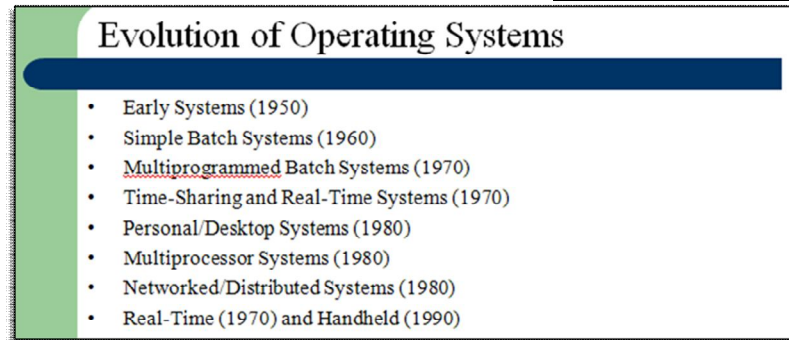 Evolution of Operating Systems
• Early Systems (1950)
• Simple Batch Systems (1960)
• Multiprogrammed Batch Systems (1970)
• Time-Sharing and Real-Time Systems (1970)
• Personal/Desktop Systems (1980)
• Multiprocessor Systems (1980)
• Networked/Distributed Systems (1980)
• Real-Time (1970) and Handheld (1990)